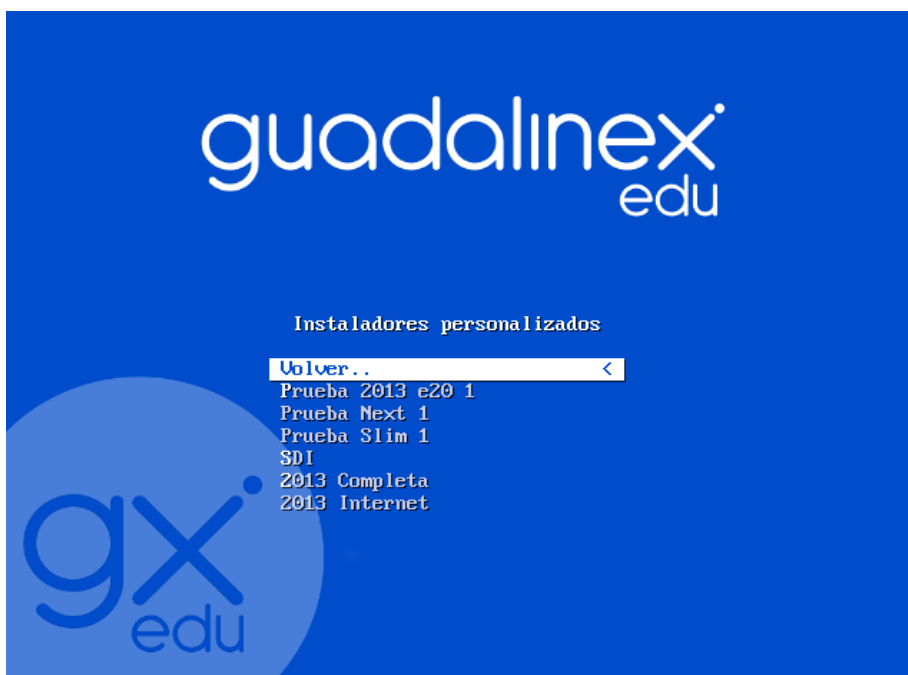 guadalinex
edu
Instaladores personalizados
Volver.. <
Prueba 2013 e20 1
Prueba Next 1
Prueba Slim 1
SDI
2013 Completa
2013 Internet
gx
edu